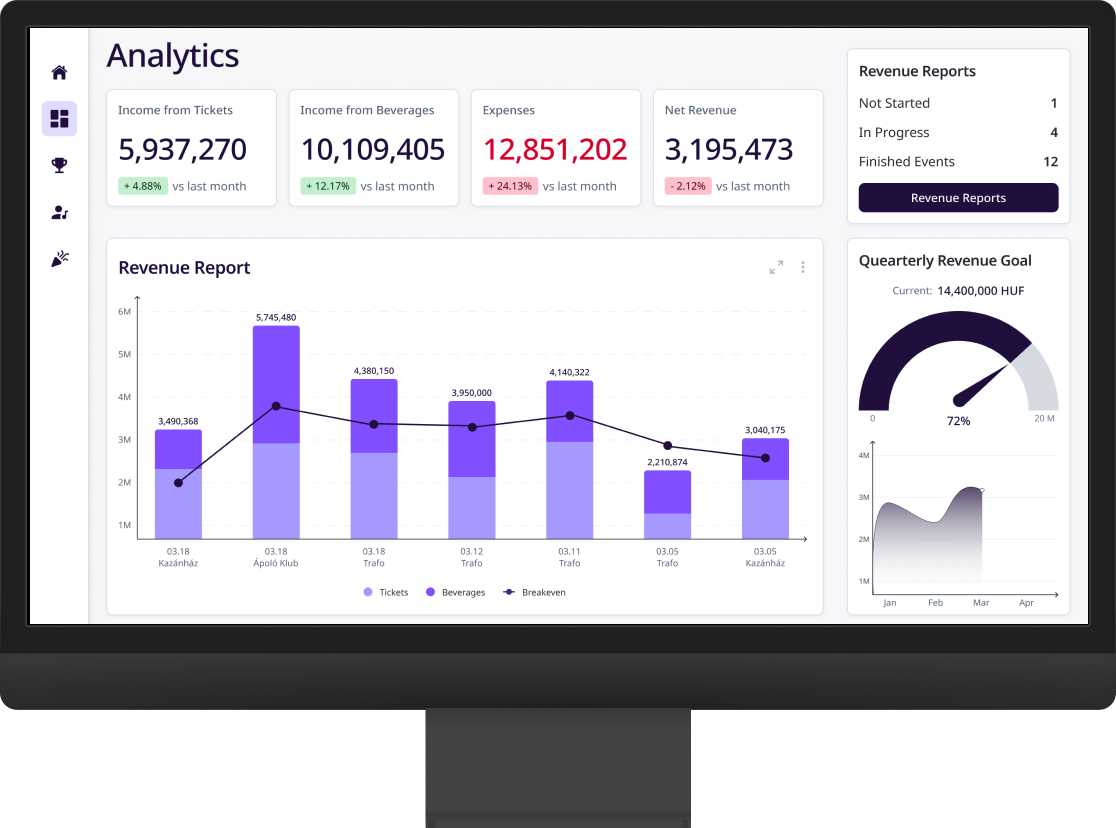 Analytics
Income from Tickets
5,937,270
+ 4.88% vs last month
Income from Beverages
10,109,405
+ 12.17% vs last month
Expenses
12,851,202
+ 24.13% vs last month
Net Revenue
3,195,473
- 2.12% vs last month
Revenue Reports
Not Started 1
In Progress 4
Finished Events 12
Revenue Reports
Revenue Report
6M
5M
4M
3M
2M
1M
3,490,368
5,745,480
4,380,150
3,950,000
4,140,322
2,210,874
3,040,175
03.18
Kazánház
03.18
Ápoló Klub
03.18
Trafo
03.12
Trafo
03.11
Trafo
03.05
Trafo
03.05
Kazánház
Tickets Beverages Breakeven
Quearterly Revenue Goal
Current: 14,400,000 HUF
0 20 M
72%
4M
3M
2M
1M
Jan Feb Mar Apr